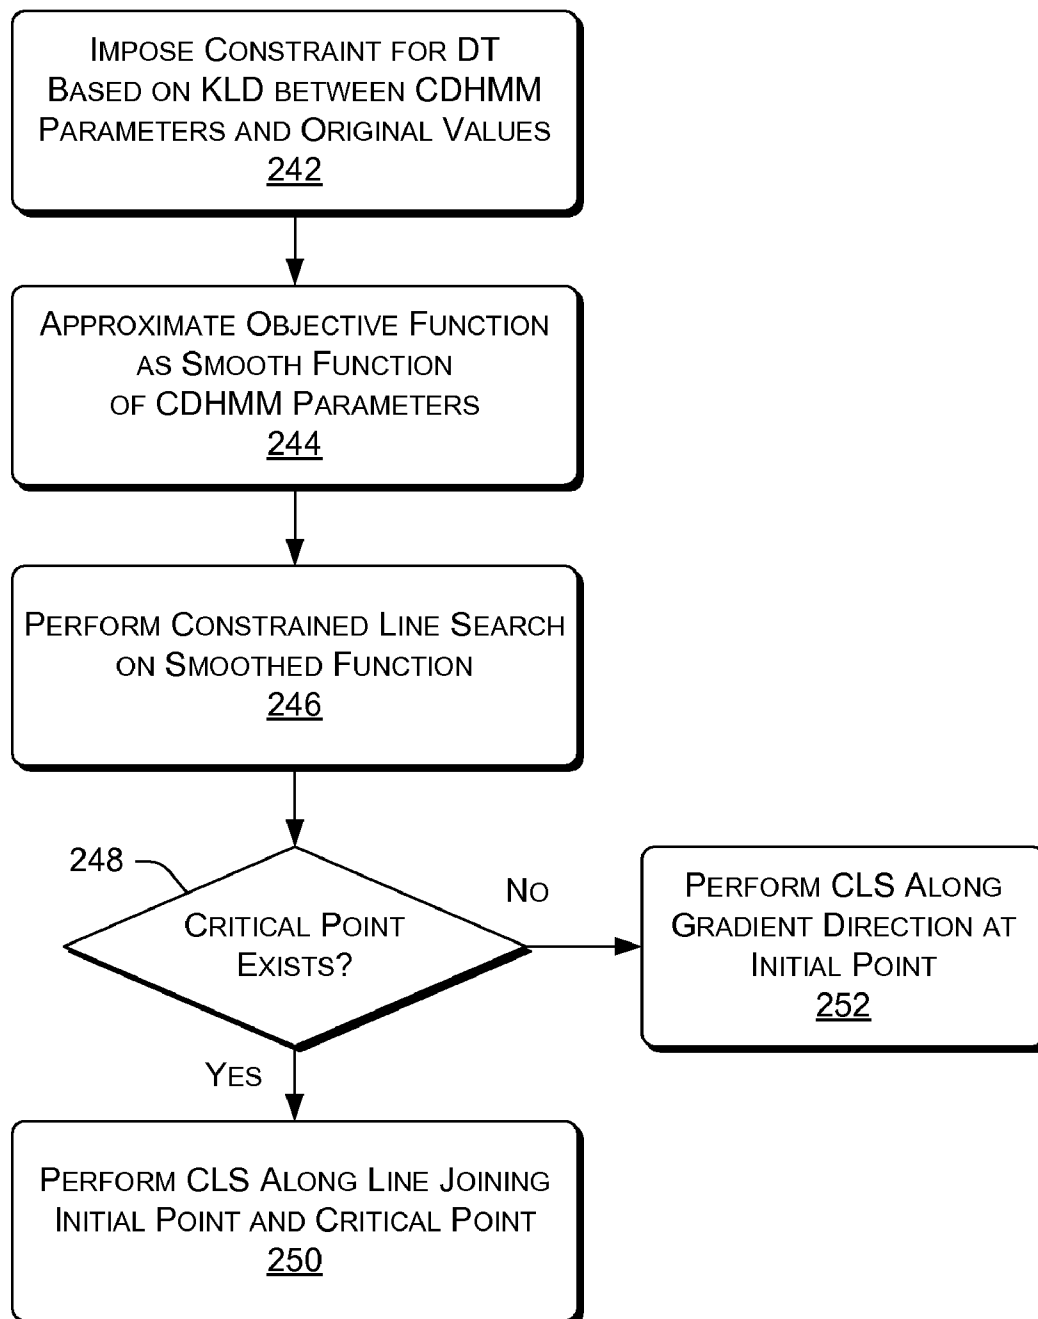 IMPOSE CONSTRAINT FOR DT
BASED ON KLD BETWEEN CDHMM
PARAMETERS AND ORIGINAL VALUES
242
APPROXIMATE OBJECTIVE FUNCTION
AS SMOOTH FUNCTION
OF CDHMM PARAMETERS
244
PERFORM CONSTRAINED LINE SEARCH
ON SMOOTHED FUNCTION
246
248
CRITICAL POINT
EXISTS?
NO
PERFORM CLS ALONG
GRADIENT DIRECTION AT
INITIAL POINT
252
YES
PERFORM CLS ALONG LINE JOINING
INITIAL POINT AND CRITICAL POINT
250